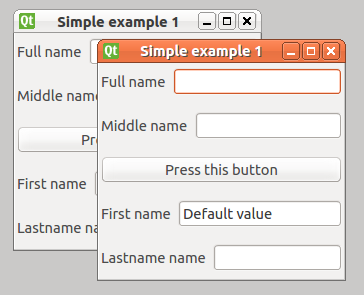 Qt Simple example 1
Full name
Middle name
Pre
First name
Lastname na
Qt Simple example 1
Full name
Middle name
Press this button
First name Default value
Lastname name